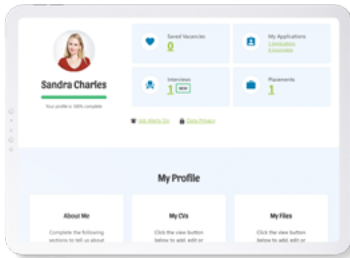 Saved Vacancies
0
My Applications
Interviews
1 NEW
Placements
1
Sandra Charles
Your profile is 100% complete
Job Alerts On
Data Privacy
My Profile
About Me
Complete the following
sections to tell us about
My CVs
Click the view button
below to add, edit or
My Files
Click the view button
below to add, edit or